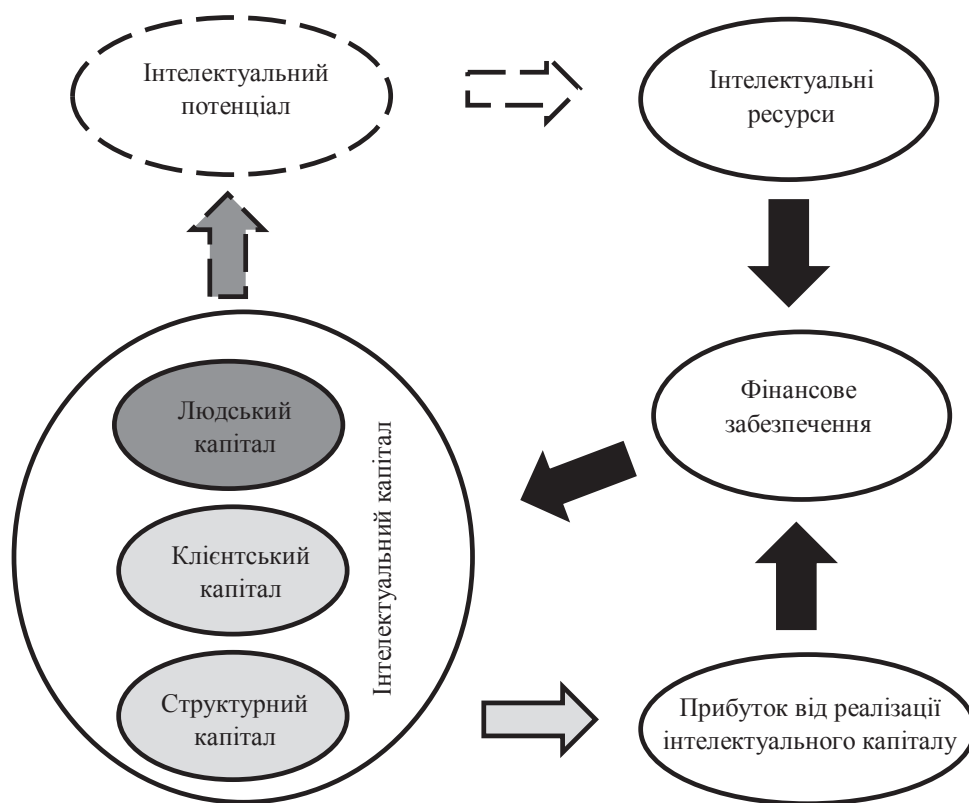 Інтелектуальний
потенціал
Інтелектуальні
ресурси
Людський
капітал
Клієнтський
капітал
Структурний
капітал
Інтелектуальний капітал
Фінансове
забезпечення
Прибуток від реалізації
інтелектуального капіталу